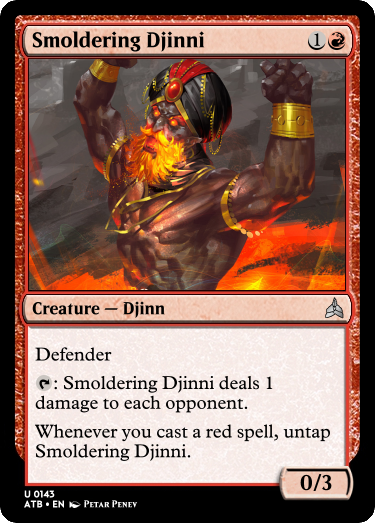 Smoldering Djinni 1
Creature — Djinn
Defender
: Smoldering Djinni deals 1
damage to each opponent.
Whenever you cast a red spell, untap
Smoldering Djinni.
0/3
U 0143
ATB • EN Petar Penev